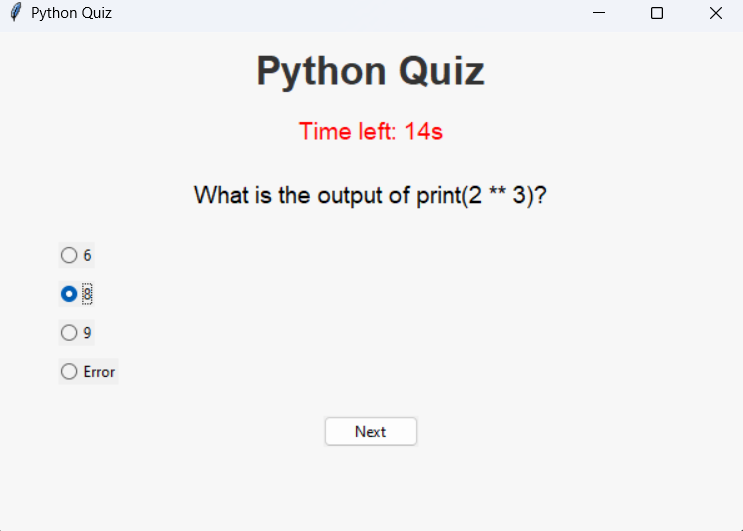 Python Quiz
Python Quiz
Time left: 14s
What is the output of print(2 ** 3)?
6
8
9
Error
Next